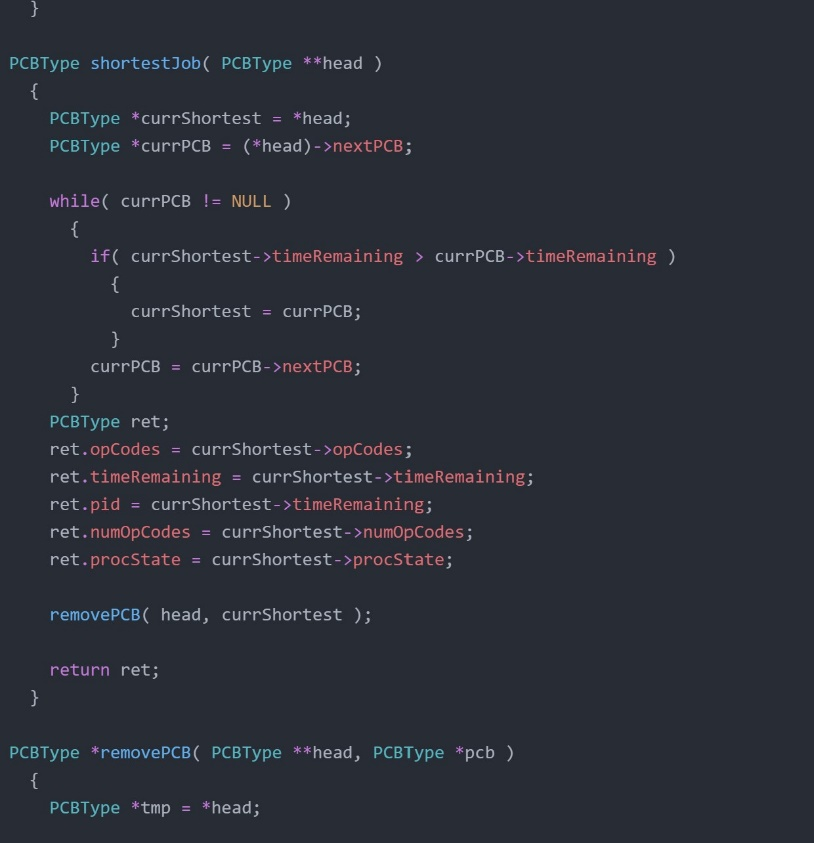 }
PCBType shortestJob( PCBType **head )
{
PCBType *currShortest = *head;
PCBType *currPCB = (*head)->nextPCB;
while( currPCB != NULL )
{
if( currShortest->timeRemaining > currPCB->timeRemaining )
{
currShortest = currPCB;
}
currPCB = currPCB->nextPCB;
}
PCBType ret;
ret.opCodes = currShortest->opCodes;
ret.timeRemaining = currShortest->timeRemaining;
ret.pid = currShortest->timeRemaining;
ret.numOpCodes = currShortest->numOpCodes;
ret.procState = currShortest->procState;
removePCB( head, currShortest );
return ret;
}
PCBType *removePCB( PCBType **head, PCBType *pcb )
{
PCBType *tmp = *head;